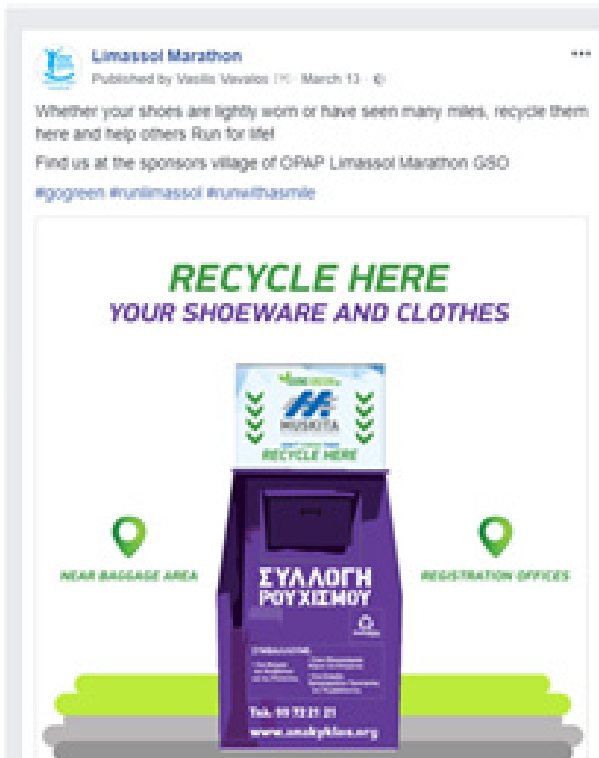 Limassol Marathon
Published by Vasilis Vavalos · March 13 ·
Whether your shoes are lightly worn or have seen many miles, recycle them
here and help others Run for life!
Find us at the sponsors village of OPAP Limassol Marathon GSO
#gogreen #runlimassol #runwithasmile
RECYCLE HERE
YOUR SHOEWARE AND CLOTHES
MUSKITA
RECYCLE HERE
NEAR BAGGAGE AREA
REGISTRATION OFFICES
ΣΥΛΛΟΓΗ
ΡΟΥΧΙΣΜΟΥ
www.anakyklos.org